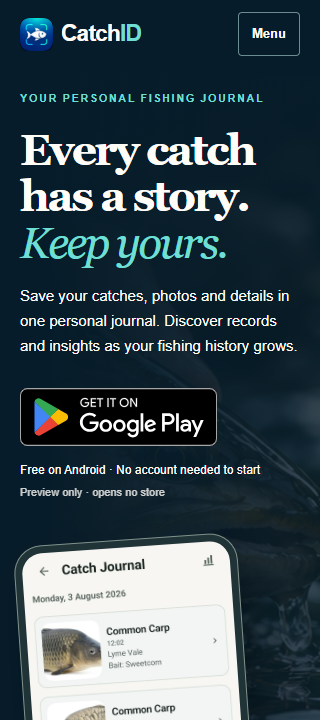 CatchID
Menu
YOUR PERSONAL FISHING JOURNAL
Every catch
has a story.
Keep yours.
Save your catches, photos and details in
one personal journal. Discover records
and insights as your fishing history grows.
GET IT ON
Google Play
Free on Android · No account needed to start
Preview only · opens no store
Catch Journal
Monday, 3 August 2026
Common Carp
12:02
Lyme Vale
Bait: Sweetcorn
Common Carp